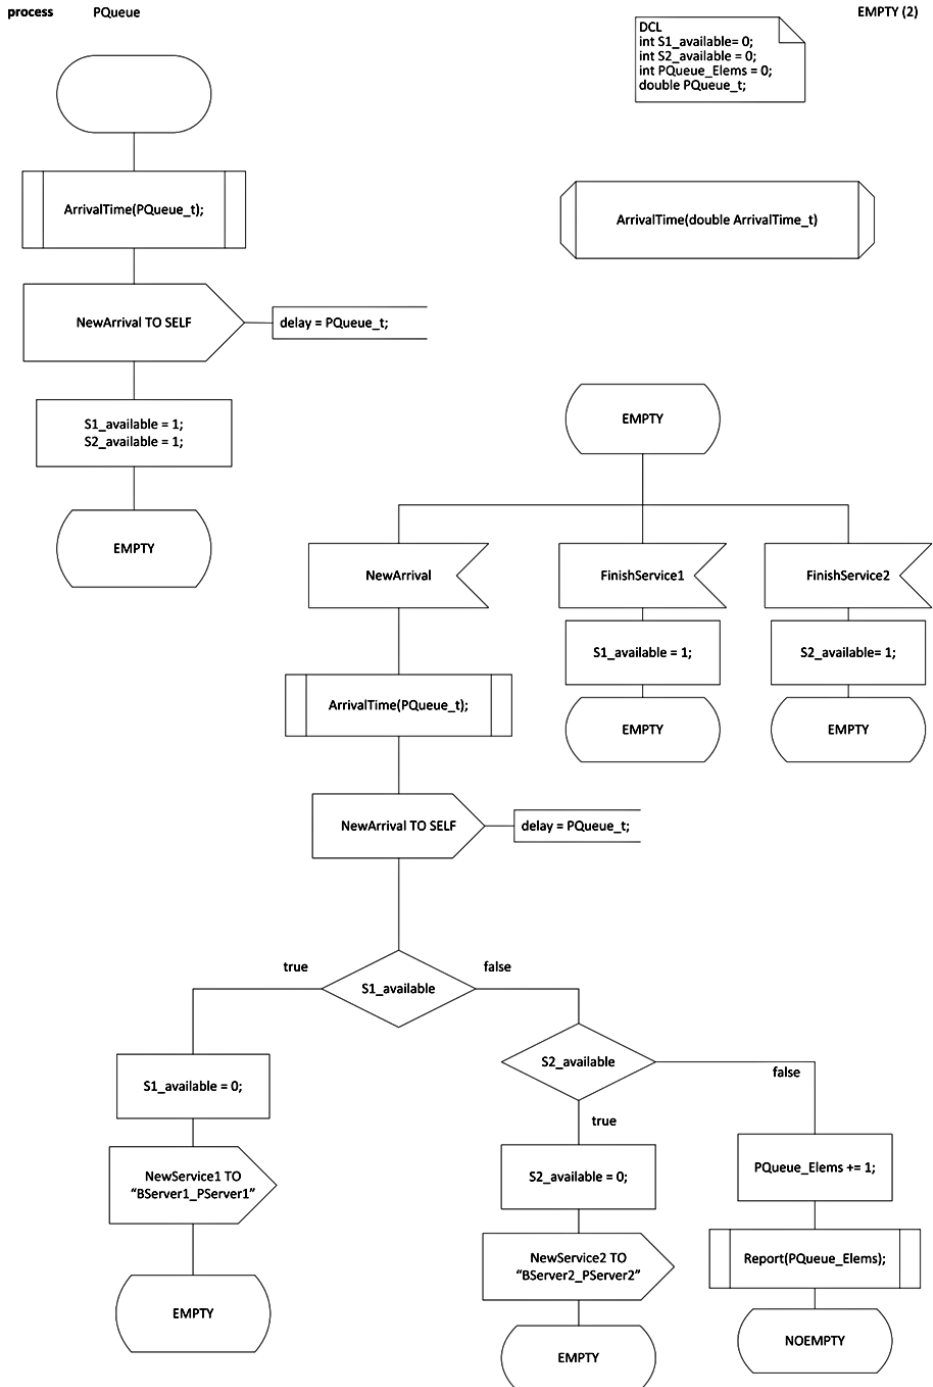 process PQueue
EMPTY (2)
DCL
int S1_available= 0;
int S2_available = 0;
int PQueue_Elems = 0;
double PQueue_t;
ArrivalTime(PQueue_t);
ArrivalTime(double ArrivalTime_t)
NewArrival TO SELF
delay = PQueue_t;
S1_available = 1;
S2_available = 1;
EMPTY
EMPTY
NewArrival
FinishService1
FinishService2
S1_available = 1;
S2_available= 1;
ArrivalTime(PQueue_t);
EMPTY
EMPTY
NewArrival TO SELF
delay = PQueue_t;
true
false
S1_available
S2_available
false
S1_available = 0;
true
PQueue_Elems += 1;
NewService1 TO
“BServer1_PServer1”
S2_available = 0;
Report(PQueue_Elems);
NewService2 TO
“BServer2_PServer2”
EMPTY
NOEMPTY
EMPTY